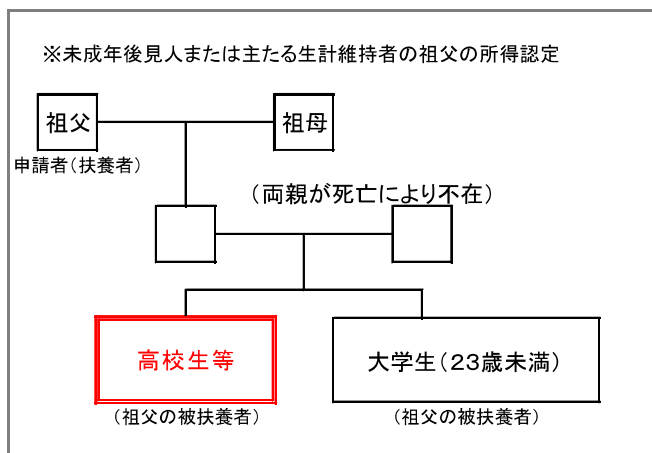 ※未成年後見人または主たる生計維持者の祖父の所得認定
祖父
祖母
申請者(扶養者)
(両親が死亡により不在)
高校生等
大学生(23歳未満)
(祖父の被扶養者)
(祖父の被扶養者)